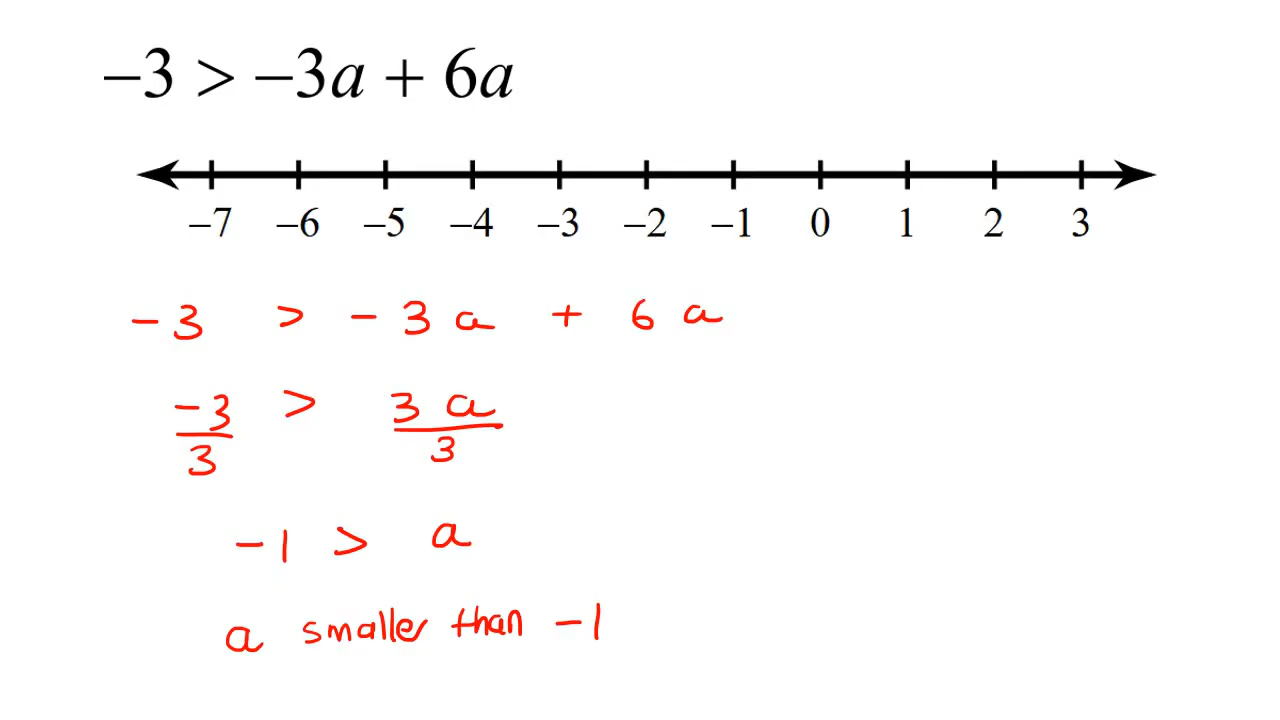 −3 > −3a + 6a
−7 −6 −5 −4 −3 −2 −1 0 1 2 3
-3 > -3a + 6a
-3/3 > 3a/3
-1 > a
a smaller than -1